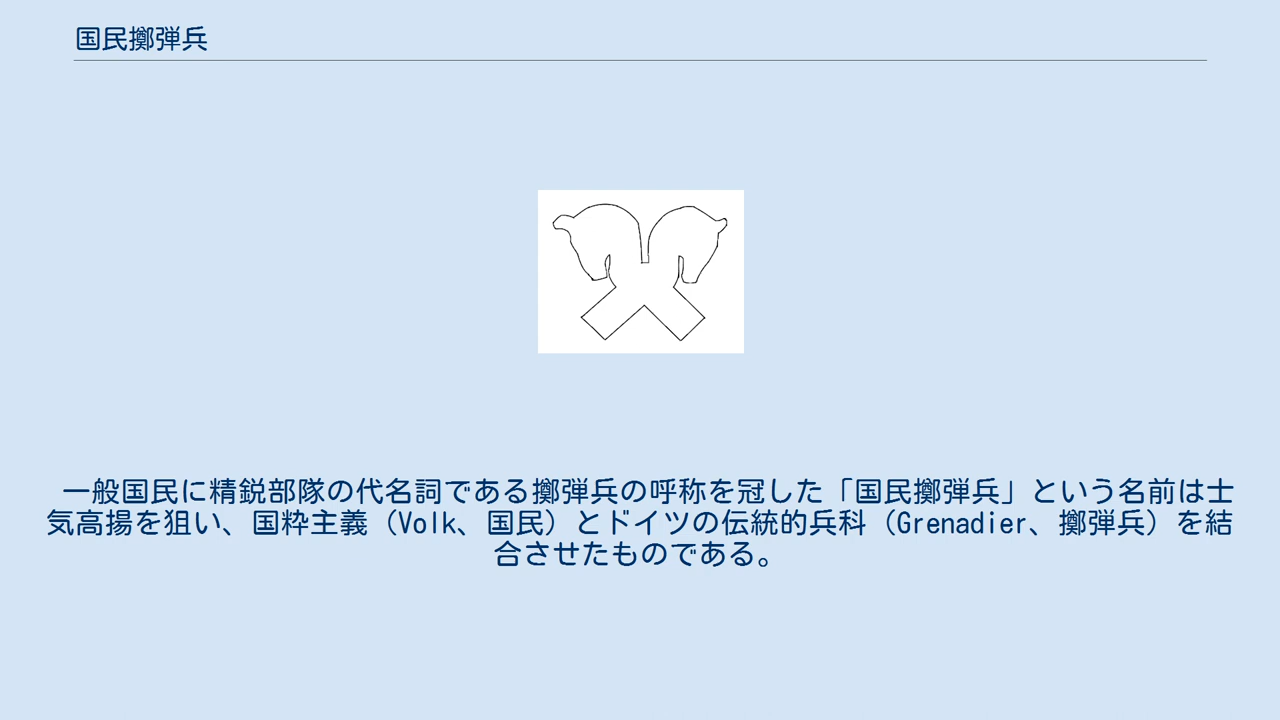 国民擲弾兵
一般国民に精鋭部隊の代名詞である擲弾兵の呼称を冠した「国民擲弾兵」という名前は士
気高揚を狙い、国粋主義（Volk、国民）とドイツの伝統的兵科（Grenadier、擲弾兵）を結
合させたものである。